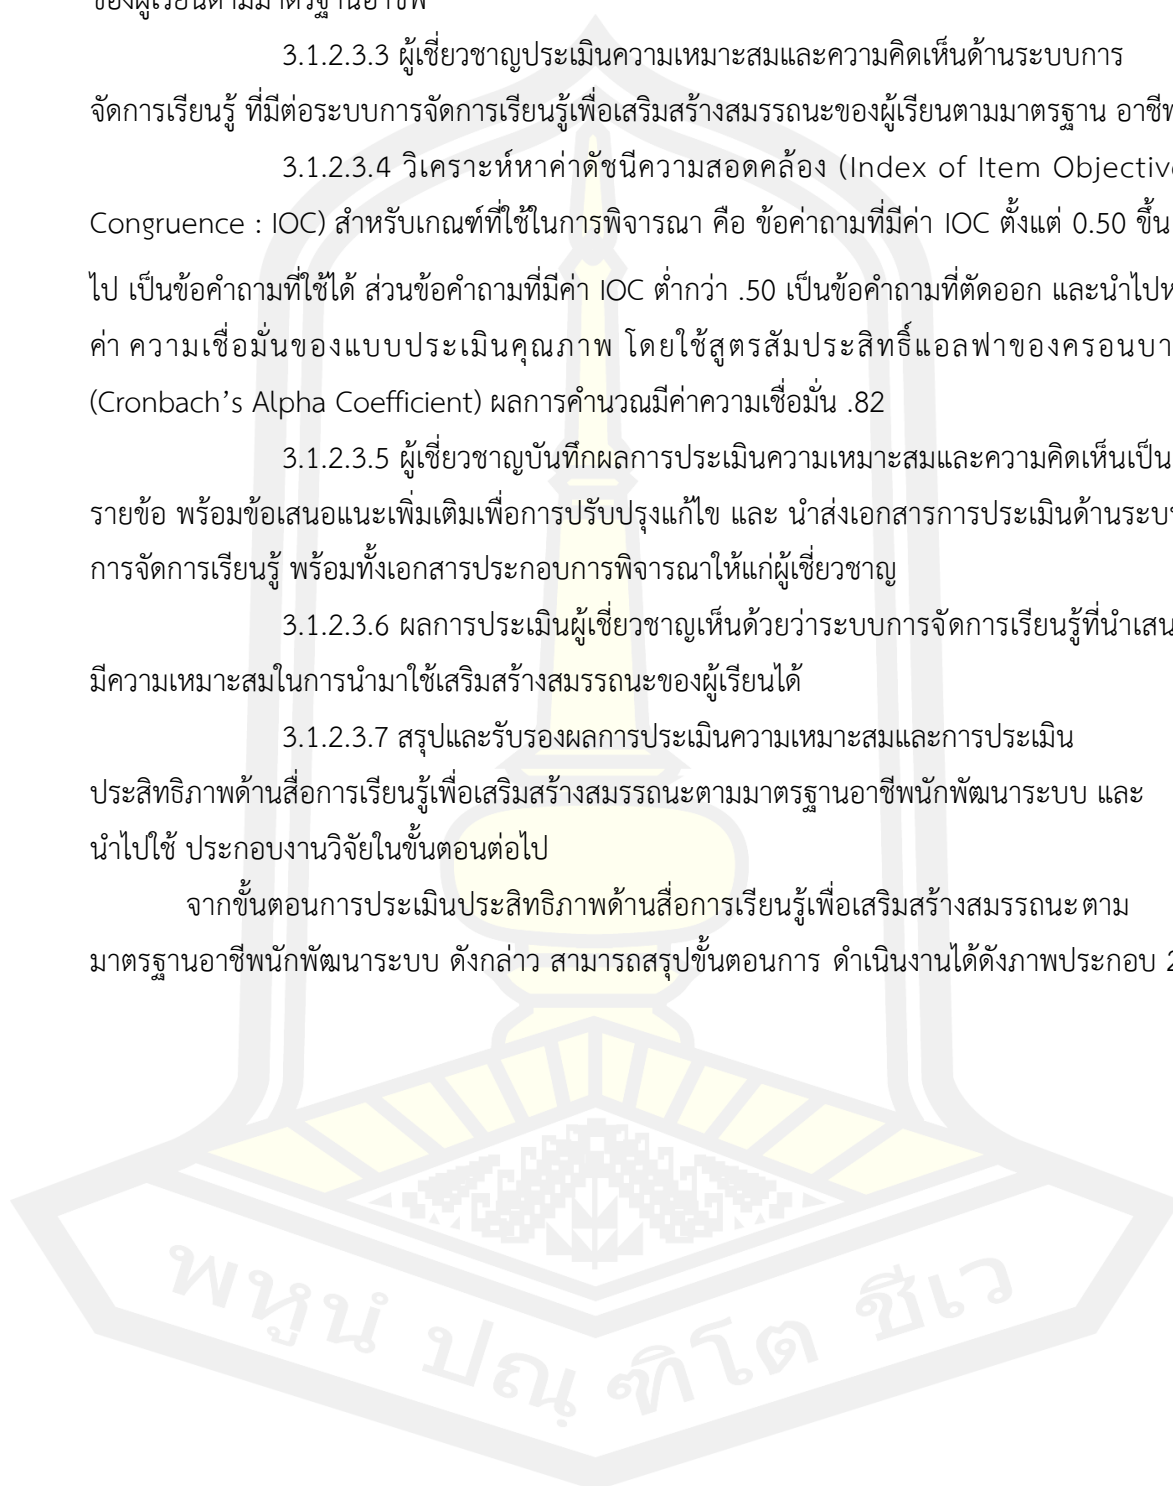 ของผู้เรียนตามมาตรฐานอาชีพ
3.1.2.3.3 ผู้เชี่ยวชาญประเมินความเหมาะสมและความคิดเห็นด้านระบบการ
จัดการเรียนรู้ ที่มีต่อระบบการจัดการเรียนรู้เพื่อเสริมสร้างสมรรถนะของผู้เรียนตามมาตรฐาน อาชีพ
3.1.2.3.4 วิเคราะห์หาค่าดัชนีความสอดคล้อง (Index of Item Objective
Congruence : IOC) สำหรับเกณฑ์ที่ใช้ในการพิจารณา คือ ข้อคำถามที่มีค่า IOC ตั้งแต่ 0.50 ขึ้น
ไป เป็นข้อคำถามที่ใช้ได้ ส่วนข้อคำถามที่มีค่า IOC ต่ำกว่า .50 เป็นข้อคำถามที่ตัดออก และนำไปห
ค่า ความเชื่อมั่นของแบบประเมินคุณภาพ โดยใช้สูตรสัมประสิทธิ์แอลฟาของครอนบา
(Cronbach’s Alpha Coefficient) ผลการคำนวณมีค่าความเชื่อมั่น .82
3.1.2.3.5 ผู้เชี่ยวชาญบันทึกผลการประเมินความเหมาะสมและความคิดเห็นเป็น
รายข้อ พร้อมข้อเสนอแนะเพิ่มเติมเพื่อการปรับปรุงแก้ไข และ นำส่งเอกสารการประเมินด้านระบบ
การจัดการเรียนรู้ พร้อมทั้งเอกสารประกอบการพิจารณาให้แก่ผู้เชี่ยวชาญ
3.1.2.3.6 ผลการประเมินผู้เชี่ยวชาญเห็นด้วยว่าระบบการจัดการเรียนรู้ที่นำเสน
มีความเหมาะสมในการนำมาใช้เสริมสร้างสมรรถนะของผู้เรียนได้
3.1.2.3.7 สรุปและรับรองผลการประเมินความเหมาะสมและการประเมิน
ประสิทธิภาพด้านสื่อการเรียนรู้เพื่อเสริมสร้างสมรรถนะตามมาตรฐานอาชีพนักพัฒนาระบบ และ
นำไปใช้ ประกอบงานวิจัยในขั้นตอนต่อไป
จากขั้นตอนการประเมินประสิทธิภาพด้านสื่อการเรียนรู้เพื่อเสริมสร้างสมรรถนะตาม
มาตรฐานอาชีพนักพัฒนาระบบ ดังกล่าว สามารถสรุปขั้นตอนการ ดำเนินงานได้ดังภาพประกอบ 2
พหูนํ ปณฺฑิโต ชีเว